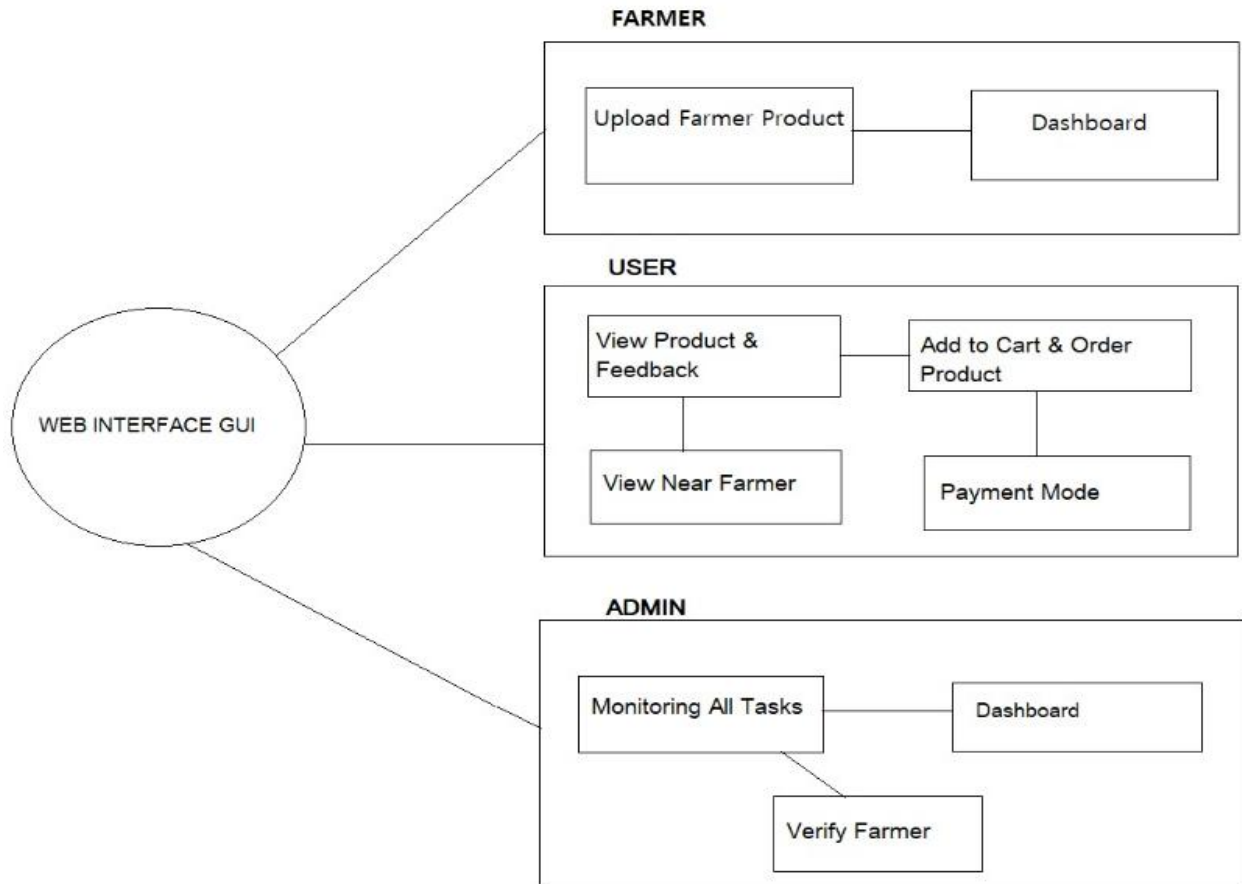 FARMER
Upload Farmer Product
Dashboard
USER
View Product &
Feedback
Add to Cart & Order
Product
View Near Farmer
Payment Mode
WEB INTERFACE GUI
ADMIN
Monitoring All Tasks
Dashboard
Verify Farmer